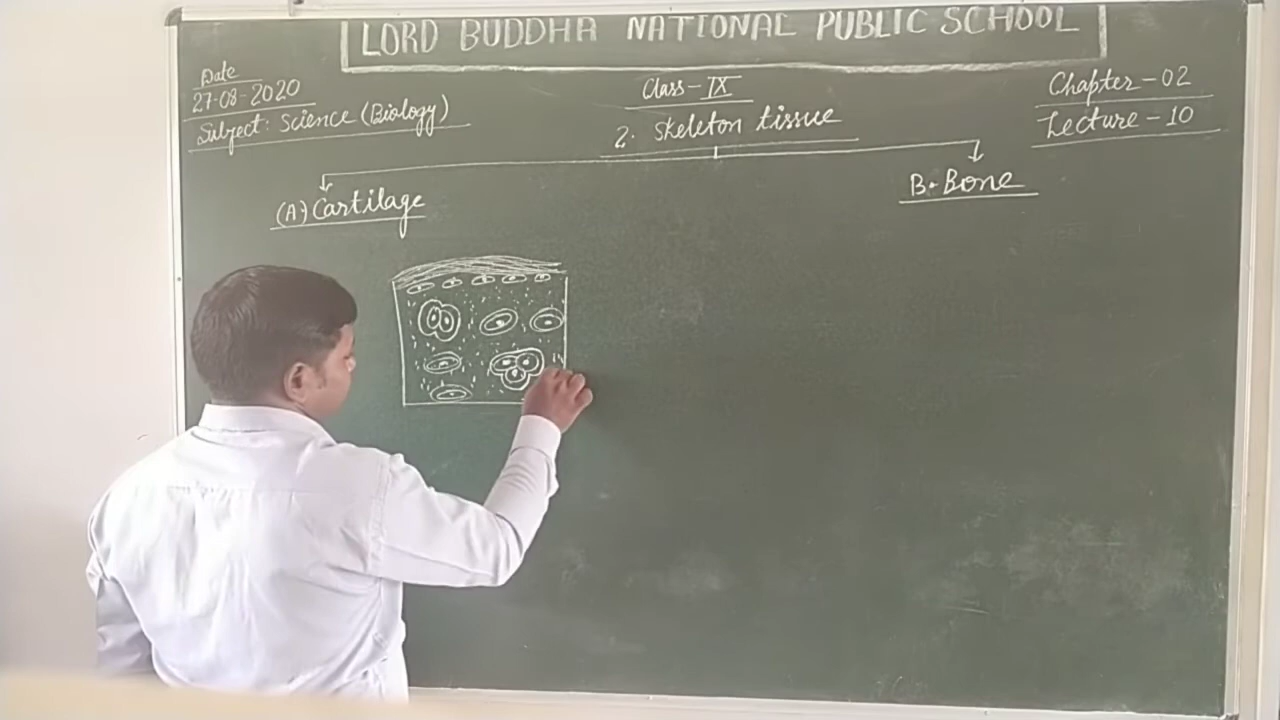 LORD BUDDHA NATIONAL PUBLIC SCHOOL
Date
27-08-2020
Subject: Science (Biology)
Class-IX
2. Skeleton tissue
Chapter-02
Lecture-10
(A) Cartilage
B. Bone